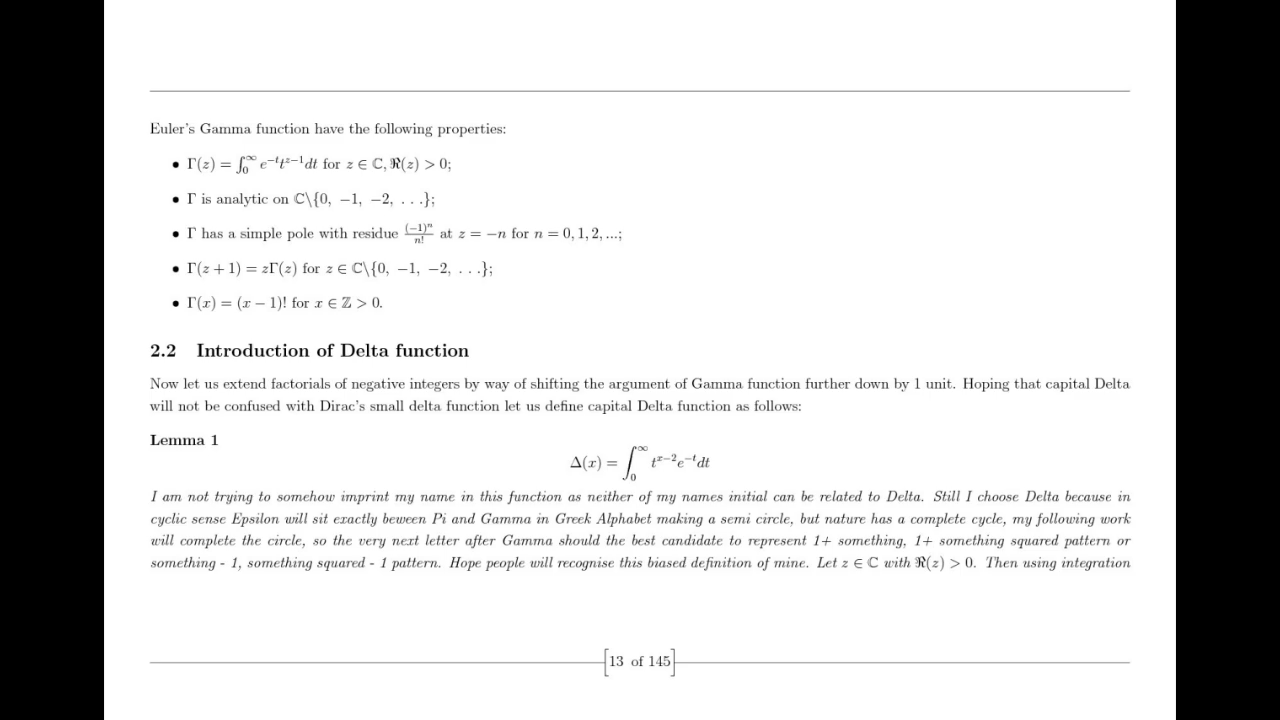 Euler's Gamma function have the following properties:
• Γ(z) = ∫₀^∞ e^{−t}t^{z−1}dt for z ∈ ℂ, ℜ(z) > 0;
• Γ is analytic on ℂ\{0, −1, −2, . . .};
• Γ has a simple pole with residue (−1)^n/n! at z = −n for n = 0, 1, 2, ...;
• Γ(z + 1) = zΓ(z) for z ∈ ℂ\{0, −1, −2, . . .};
• Γ(x) = (x − 1)! for x ∈ ℤ > 0.
2.2 Introduction of Delta function
Now let us extend factorials of negative integers by way of shifting the argument of Gamma function further down by 1 unit. Hoping that capital Delta
will not be confused with Dirac's small delta function let us define capital Delta function as follows:
Lemma 1
Δ(x) = ∫₀^∞ t^{x−2}e^{−t}dt
I am not trying to somehow imprint my name in this function as neither of my names initial can be related to Delta. Still I choose Delta because in
cyclic sense Epsilon will sit exactly beween Pi and Gamma in Greek Alphabet making a semi circle, but nature has a complete cycle, my following work
will complete the circle, so the very next letter after Gamma should the best candidate to represent 1+ something, 1+ something squared pattern or
something - 1, something squared - 1 pattern. Hope people will recognise this biased definition of mine. Let z ∈ ℂ with ℜ(z) > 0. Then using integration
[13 of 145]